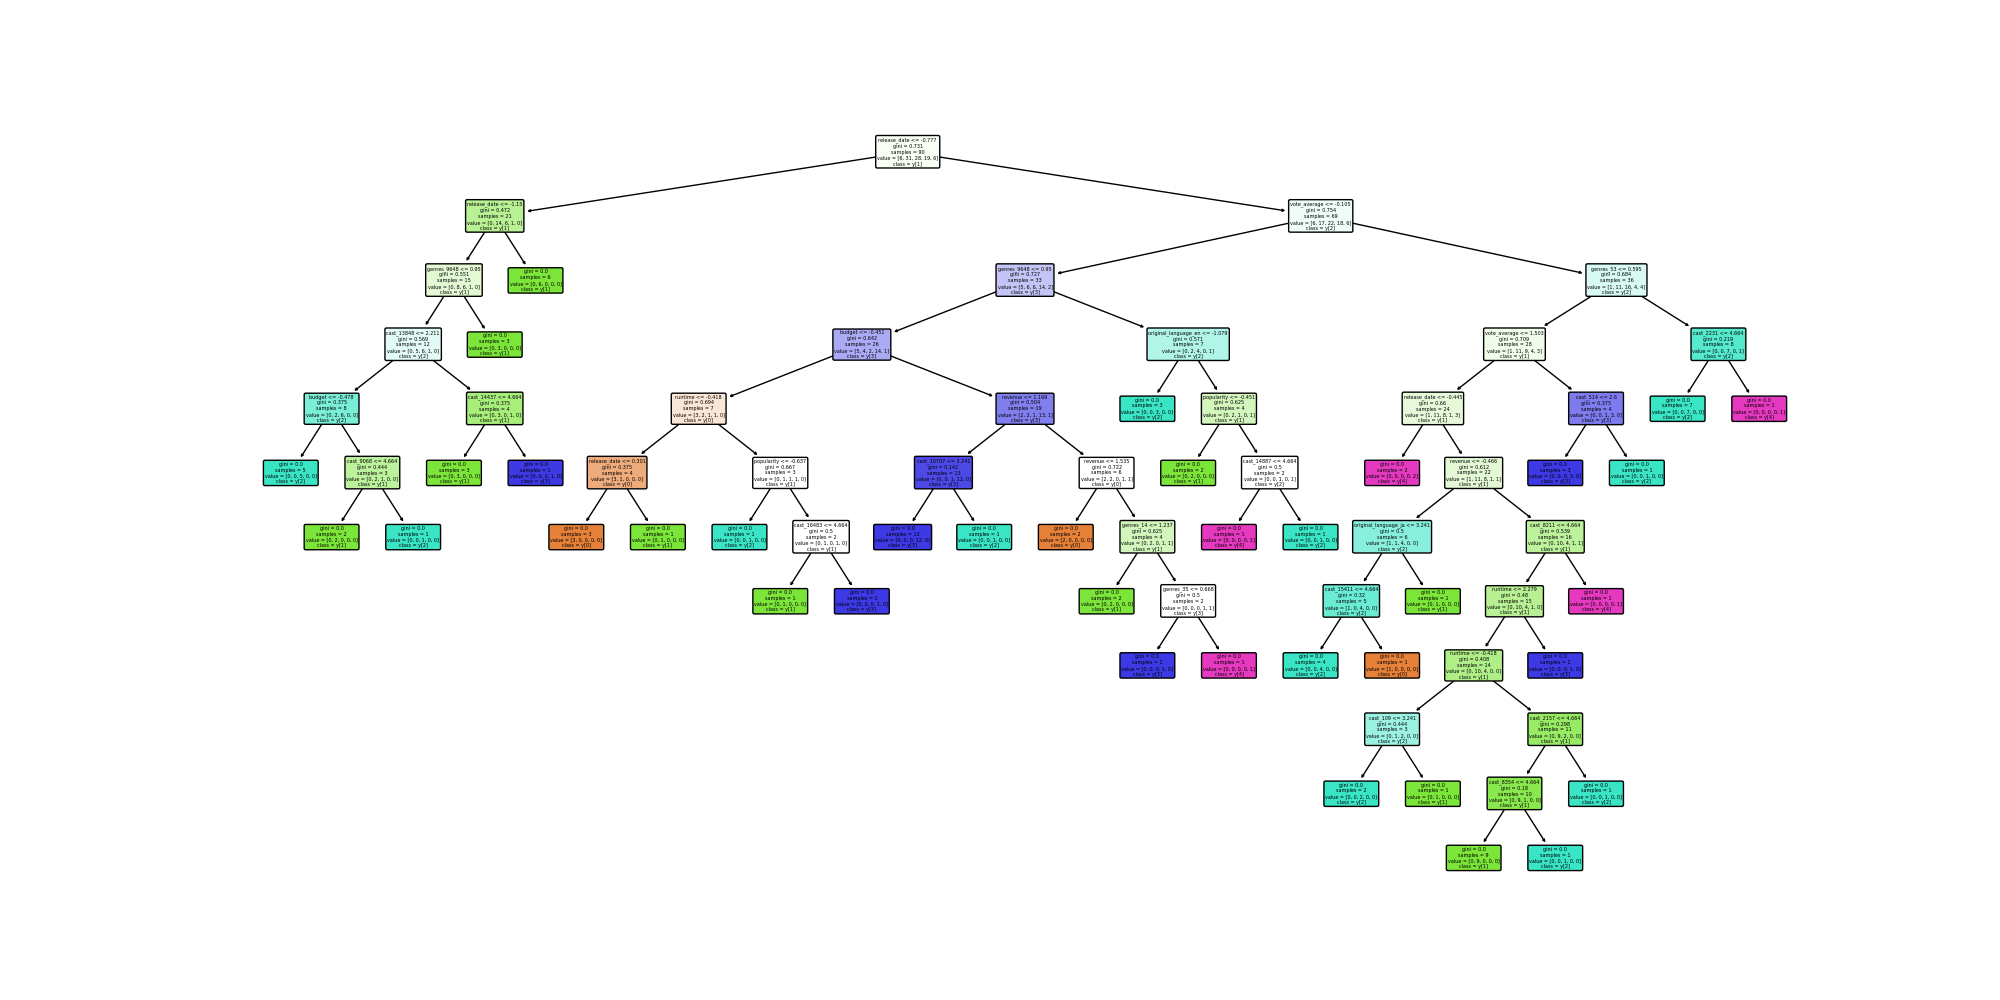 release_date <= -0.777
gini = 0.731
samples = 90
value = [6, 31, 28, 19, 6]
class = y[1]
release_date <= -1.15
gini = 0.472
samples = 21
value = [0, 14, 6, 1, 0]
class = y[1]
vote_average <= -0.105
gini = 0.754
samples = 69
value = [6, 17, 22, 18, 6]
class = y[2]
genres_9648 <= 0.95
gini = 0.551
samples = 15
value = [0, 8, 6, 1, 0]
class = y[1]
gini = 0.0
samples = 6
value = [0, 6, 0, 0, 0]
class = y[1]
genres_9648 <= 0.95
gini = 0.727
samples = 33
value = [5, 6, 6, 14, 2]
class = y[3]
genres_53 <= 0.595
gini = 0.684
samples = 36
value = [1, 11, 16, 4, 4]
class = y[2]
cast_13848 <= 2.211
gini = 0.569
samples = 12
value = [0, 5, 6, 1, 0]
class = y[2]
gini = 0.0
samples = 3
value = [0, 3, 0, 0, 0]
class = y[1]
budget <= -0.451
gini = 0.642
samples = 26
value = [5, 4, 2, 14, 1]
class = y[3]
original_language_en <= -1.079
gini = 0.571
samples = 7
value = [0, 2, 4, 0, 1]
class = y[2]
vote_average <= 1.503
gini = 0.709
samples = 28
value = [1, 11, 9, 4, 3]
class = y[1]
cast_2231 <= 4.664
gini = 0.219
samples = 8
value = [0, 0, 7, 0, 1]
class = y[2]
budget <= -0.478
gini = 0.375
samples = 8
value = [0, 2, 6, 0, 0]
class = y[2]
cast_14437 <= 4.664
gini = 0.375
samples = 4
value = [0, 3, 0, 1, 0]
class = y[1]
runtime <= -0.418
gini = 0.694
samples = 7
value = [3, 2, 1, 1, 0]
class = y[0]
revenue <= 1.169
gini = 0.504
samples = 19
value = [2, 2, 1, 13, 1]
class = y[3]
gini = 0.0
samples = 3
value = [0, 0, 3, 0, 0]
class = y[2]
popularity <= -0.451
gini = 0.625
samples = 4
value = [0, 2, 1, 0, 1]
class = y[1]
release_date <= -0.445
gini = 0.66
samples = 24
value = [1, 11, 8, 1, 3]
class = y[1]
cast_514 <= 2.6
gini = 0.375
samples = 4
value = [0, 0, 1, 3, 0]
class = y[3]
gini = 0.0
samples = 7
value = [0, 0, 7, 0, 0]
class = y[2]
gini = 0.0
samples = 1
value = [0, 0, 0, 0, 1]
class = y[4]
gini = 0.0
samples = 5
value = [0, 0, 5, 0, 0]
class = y[2]
cast_9068 <= 4.664
gini = 0.444
samples = 3
value = [0, 2, 1, 0, 0]
class = y[1]
gini = 0.0
samples = 3
value = [0, 3, 0, 0, 0]
class = y[1]
gini = 0.0
samples = 1
value = [0, 0, 0, 1, 0]
class = y[3]
release_date <= 0.301
gini = 0.375
samples = 4
value = [3, 1, 0, 0, 0]
class = y[0]
popularity <= -0.637
gini = 0.667
samples = 3
value = [0, 1, 1, 1, 0]
class = y[1]
cast_10707 <= 3.241
gini = 0.142
samples = 13
value = [0, 0, 1, 12, 0]
class = y[3]
revenue <= 1.535
gini = 0.722
samples = 6
value = [2, 2, 0, 1, 1]
class = y[0]
gini = 0.0
samples = 2
value = [0, 2, 0, 0, 0]
class = y[1]
cast_14887 <= 4.664
gini = 0.5
samples = 2
value = [0, 0, 1, 0, 1]
class = y[2]
gini = 0.0
samples = 2
value = [0, 0, 0, 0, 2]
class = y[4]
revenue <= -0.466
gini = 0.612
samples = 22
value = [1, 11, 8, 1, 1]
class = y[1]
gini = 0.0
samples = 3
value = [0, 0, 0, 3, 0]
class = y[3]
gini = 0.0
samples = 1
value = [0, 0, 1, 0, 0]
class = y[2]
gini = 0.0
samples = 2
value = [0, 2, 0, 0, 0]
class = y[1]
gini = 0.0
samples = 1
value = [0, 0, 1, 0, 0]
class = y[2]
gini = 0.0
samples = 3
value = [3, 0, 0, 0, 0]
class = y[0]
gini = 0.0
samples = 1
value = [0, 1, 0, 0, 0]
class = y[1]
gini = 0.0
samples = 1
value = [0, 0, 1, 0, 0]
class = y[2]
cast_16483 <= 4.664
gini = 0.5
samples = 2
value = [0, 1, 0, 1, 0]
class = y[1]
gini = 0.0
samples = 12
value = [0, 0, 0, 12, 0]
class = y[3]
gini = 0.0
samples = 1
value = [0, 0, 1, 0, 0]
class = y[2]
gini = 0.0
samples = 2
value = [2, 0, 0, 0, 0]
class = y[0]
genres_14 <= 1.237
gini = 0.625
samples = 4
value = [0, 2, 0, 1, 1]
class = y[1]
gini = 0.0
samples = 1
value = [0, 0, 0, 0, 1]
class = y[4]
gini = 0.0
samples = 1
value = [0, 0, 1, 0, 0]
class = y[2]
original_language_ja <= 3.241
gini = 0.5
samples = 6
value = [1, 1, 4, 0, 0]
class = y[2]
cast_8211 <= 4.664
gini = 0.539
samples = 16
value = [0, 10, 4, 1, 1]
class = y[1]
gini = 0.0
samples = 1
value = [0, 1, 0, 0, 0]
class = y[1]
gini = 0.0
samples = 1
value = [0, 0, 0, 1, 0]
class = y[3]
gini = 0.0
samples = 2
value = [0, 2, 0, 0, 0]
class = y[1]
genres_35 <= 0.668
gini = 0.5
samples = 2
value = [0, 0, 0, 1, 1]
class = y[3]
cast_15411 <= 4.664
gini = 0.32
samples = 5
value = [1, 0, 4, 0, 0]
class = y[2]
gini = 0.0
samples = 1
value = [0, 1, 0, 0, 0]
class = y[1]
runtime <= 2.279
gini = 0.48
samples = 15
value = [0, 10, 4, 1, 0]
class = y[1]
gini = 0.0
samples = 1
value = [0, 0, 0, 0, 1]
class = y[4]
gini = 0.0
samples = 1
value = [0, 0, 0, 1, 0]
class = y[3]
gini = 0.0
samples = 1
value = [0, 0, 0, 0, 1]
class = y[4]
gini = 0.0
samples = 4
value = [0, 0, 4, 0, 0]
class = y[2]
gini = 0.0
samples = 1
value = [1, 0, 0, 0, 0]
class = y[0]
runtime <= -0.418
gini = 0.408
samples = 14
value = [0, 10, 4, 0, 0]
class = y[1]
gini = 0.0
samples = 1
value = [0, 0, 0, 1, 0]
class = y[3]
cast_109 <= 3.241
gini = 0.444
samples = 3
value = [0, 1, 2, 0, 0]
class = y[2]
cast_2157 <= 4.664
gini = 0.298
samples = 11
value = [0, 9, 2, 0, 0]
class = y[1]
gini = 0.0
samples = 2
value = [0, 0, 2, 0, 0]
class = y[2]
gini = 0.0
samples = 1
value = [0, 1, 0, 0, 0]
class = y[1]
cast_8354 <= 4.664
gini = 0.18
samples = 10
value = [0, 9, 1, 0, 0]
class = y[1]
gini = 0.0
samples = 1
value = [0, 0, 1, 0, 0]
class = y[2]
gini = 0.0
samples = 9
value = [0, 9, 0, 0, 0]
class = y[1]
gini = 0.0
samples = 1
value = [0, 0, 1, 0, 0]
class = y[2]